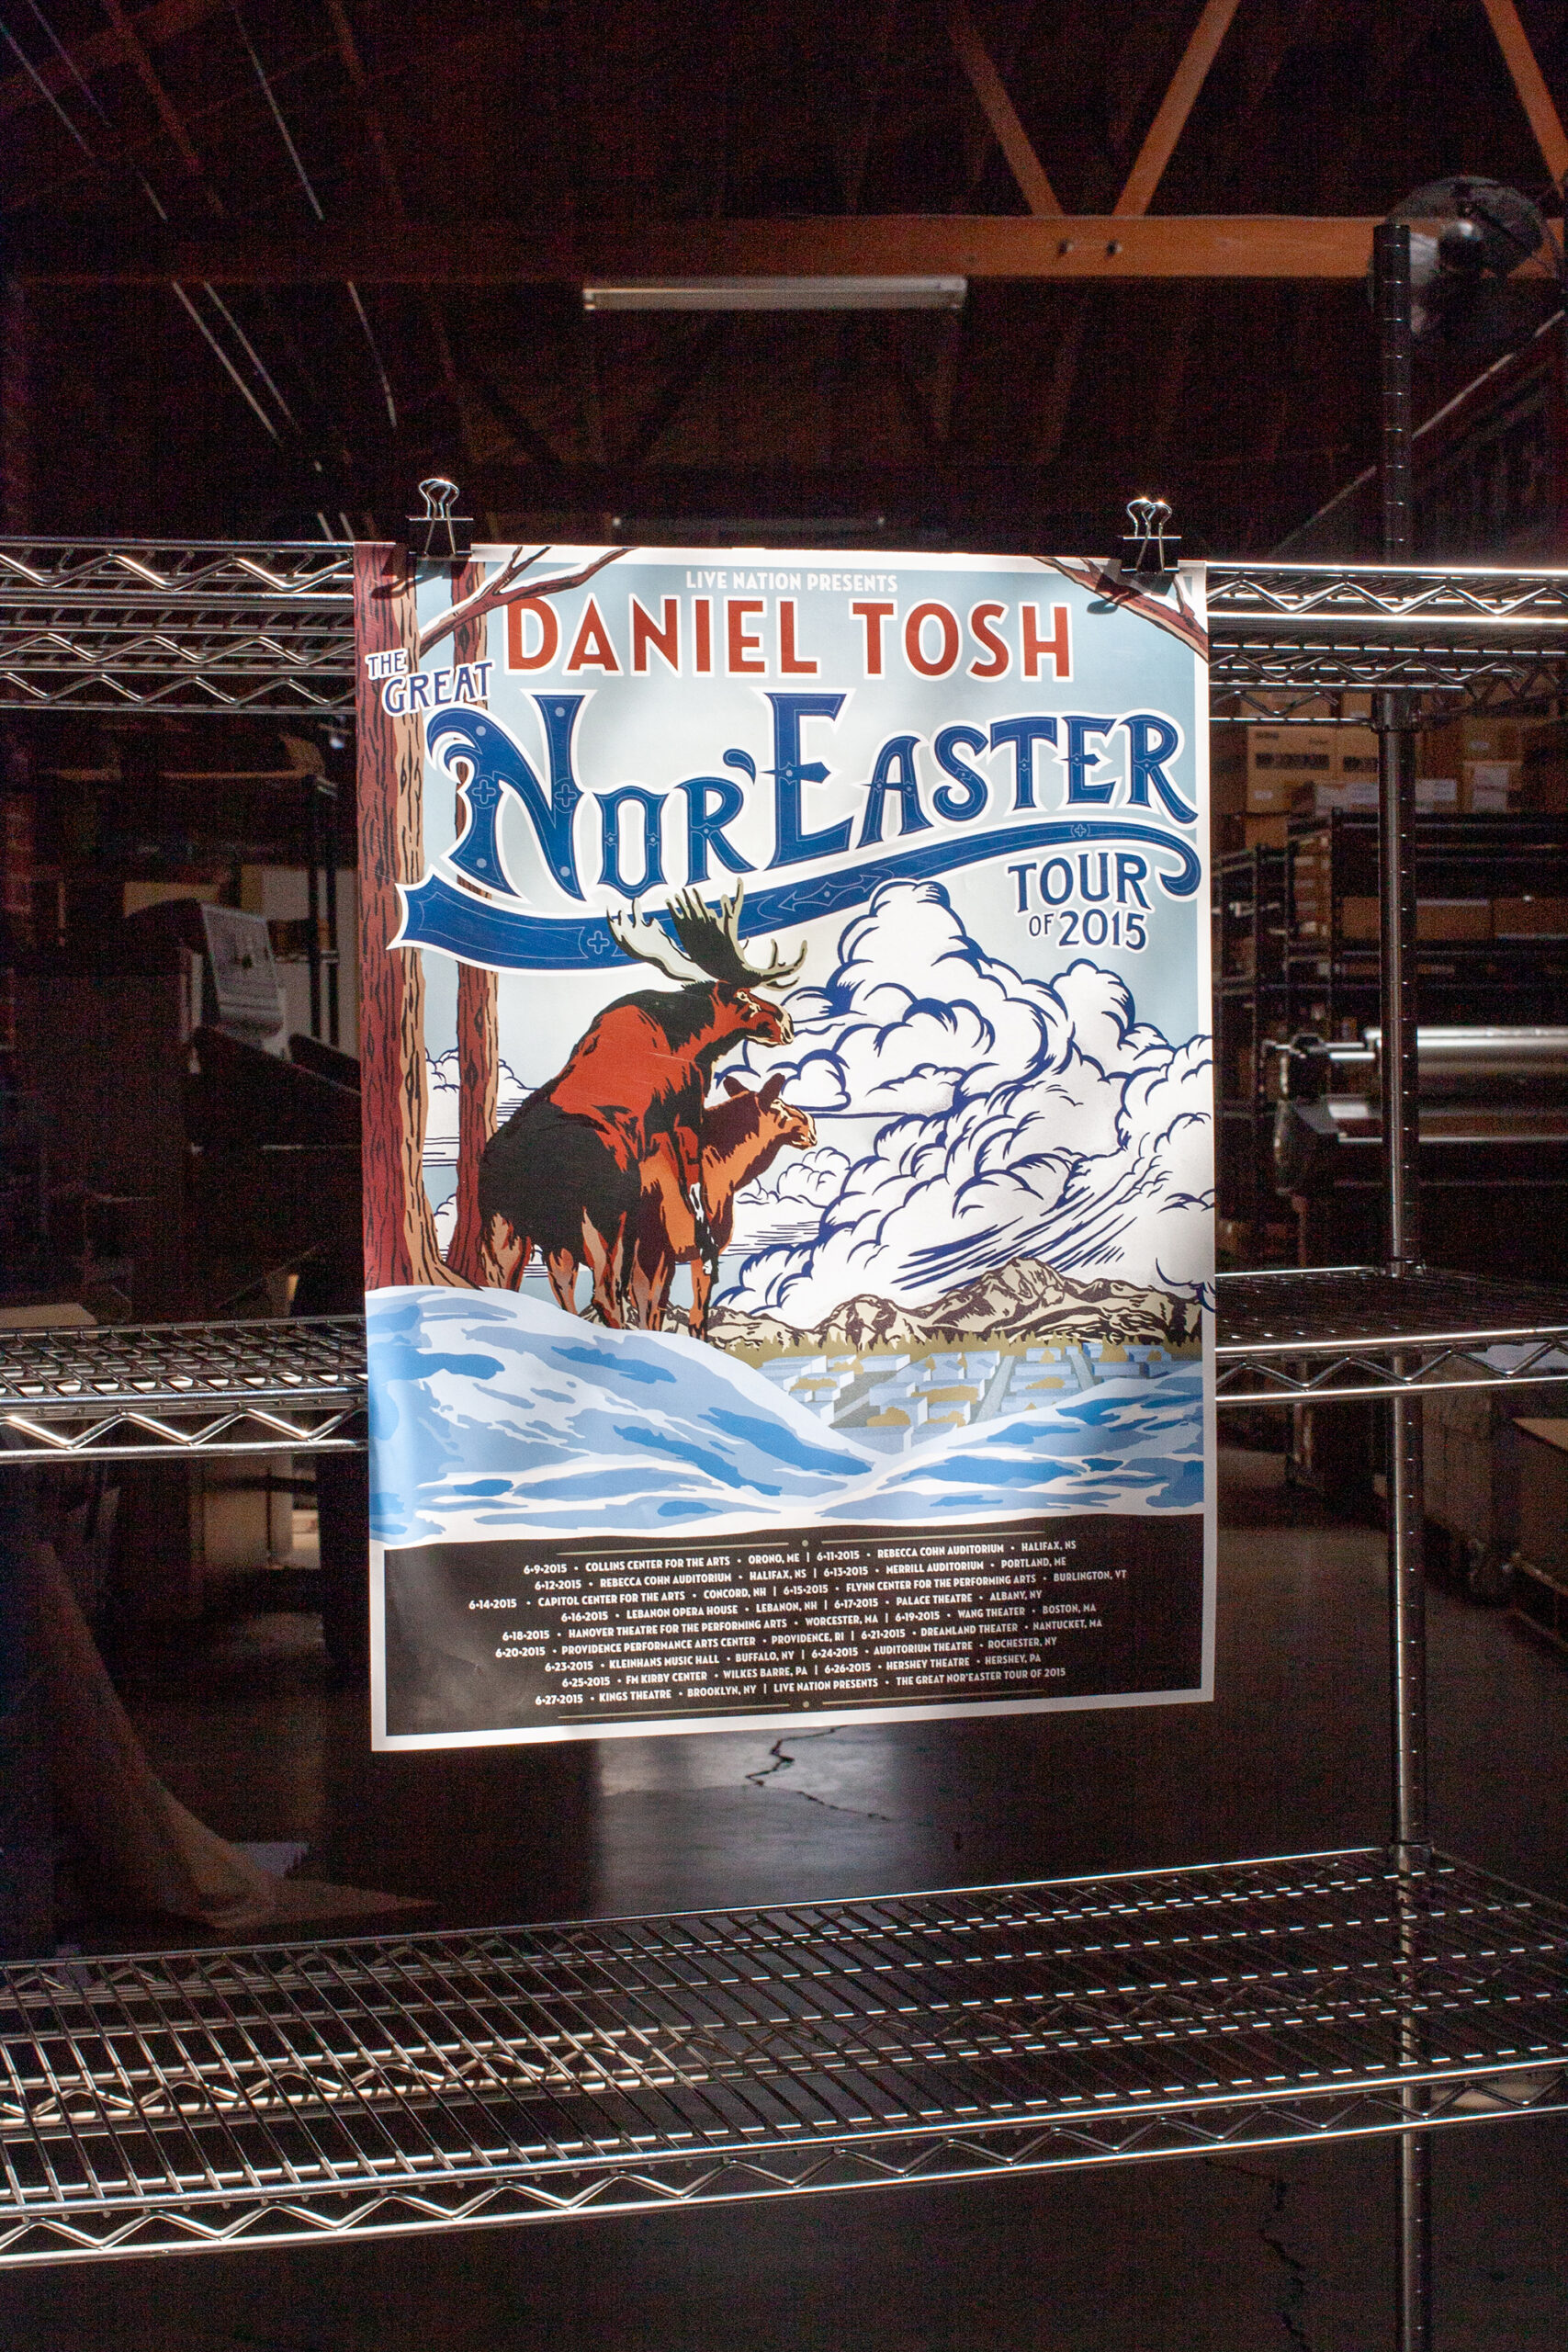 LIVE NATION PRESENTS
DANIEL TOSH
THE
GREAT
NOR'EASTER
TOUR
OF 2015
6-9-2015 • COLLINS CENTER FOR THE ARTS • ORONO, ME | 6-11-2015 • REBECCA COHN AUDITORIUM • HALIFAX, NS
6-12-2015 • REBECCA COHN AUDITORIUM • HALIFAX, NS | 6-13-2015 • MERRILL AUDITORIUM • PORTLAND, ME
6-14-2015 • CAPITOL CENTER FOR THE ARTS • CONCORD, NH | 6-15-2015 • FLYNN CENTER FOR THE PERFORMING ARTS • BURLINGTON, VT
6-16-2015 • LEBANON OPERA HOUSE • LEBANON, NH | 6-17-2015 • PALACE THEATRE • ALBANY, NY
6-18-2015 • HANOVER THEATRE FOR THE PERFORMING ARTS • WORCESTER, MA | 6-19-2015 • WANG THEATER • BOSTON, MA
6-20-2015 • PROVIDENCE PERFORMANCE ARTS CENTER • PROVIDENCE, RI | 6-21-2015 • DREAMLAND THEATER • NANTUCKET, MA
6-23-2015 • KLEINHANS MUSIC HALL • BUFFALO, NY | 6-24-2015 • AUDITORIUM THEATRE • ROCHESTER, NY
6-25-2015 • FM KIRBY CENTER • WILKES BARRE, PA | 6-26-2015 • HERSHEY THEATRE • HERSHEY, PA
6-27-2015 • KINGS THEATRE • BROOKLYN, NY | LIVE NATION PRESENTS • THE GREAT NOR'EASTER TOUR OF 2015